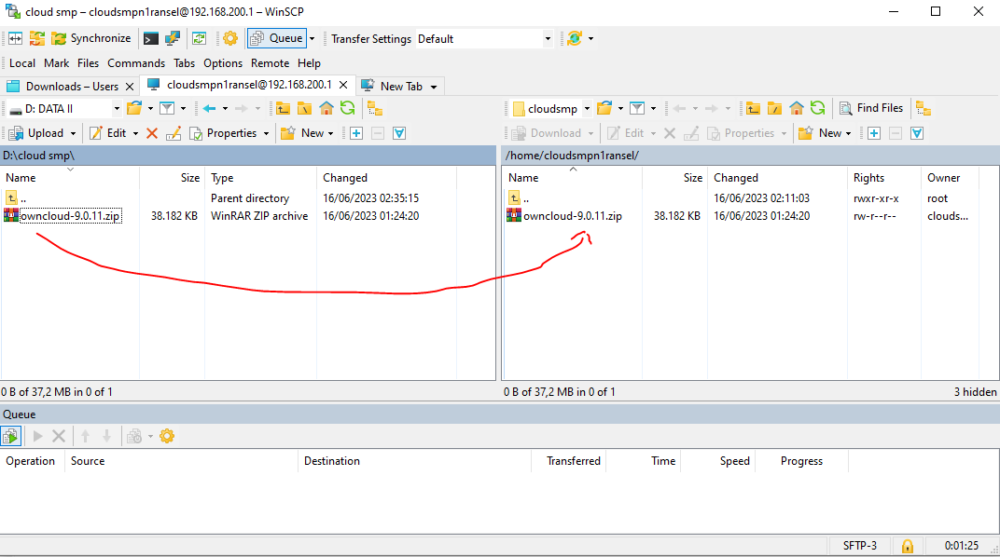 cloud smp – cloudsmpn1ransel@192.168.200.1 – WinSCP
Synchronize Queue Transfer Settings Default
Local Mark Files Commands Tabs Options Remote Help
Downloads – Users cloudsmpn1ransel@192.168.200.1 New Tab
D: DATA II cloudsmp Find Files
Upload Edit Properties New Download Edit Properties New
D:\cloud smp\ /home/cloudsmpn1ransel/
Name Size Type Changed Name Size Changed Rights Owner
.. Parent directory 16/06/2023 02:35:15 .. 16/06/2023 02:11:03 rwxr-xr-x root
owncloud-9.0.11.zip 38.182 KB WinRAR ZIP archive 16/06/2023 01:24:20 owncloud-9.0.11.zip 38.182 KB 16/06/2023 01:24:20 rw-r--r-- clouds...
0 B of 37,2 MB in 0 of 1 0 B of 37,2 MB in 0 of 1 3 hidden
Queue
Operation Source Destination Transferred Time Speed Progress
SFTP-3 0:01:25